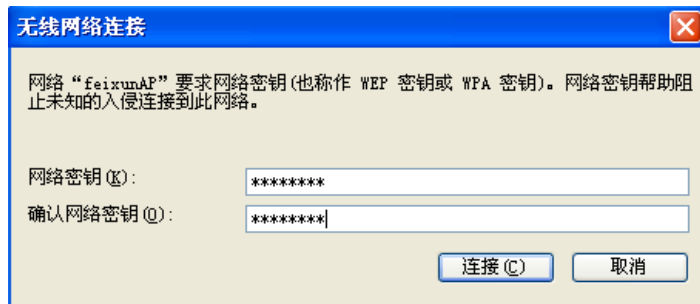 无线网络连接
网络“feixunAP”要求网络密钥(也称作 WEP 密钥或 WPA 密钥)。网络密钥帮助阻
止未知的入侵连接到此网络。
网络密钥(K): ********
确认网络密钥(O): ********
连接(C) 取消